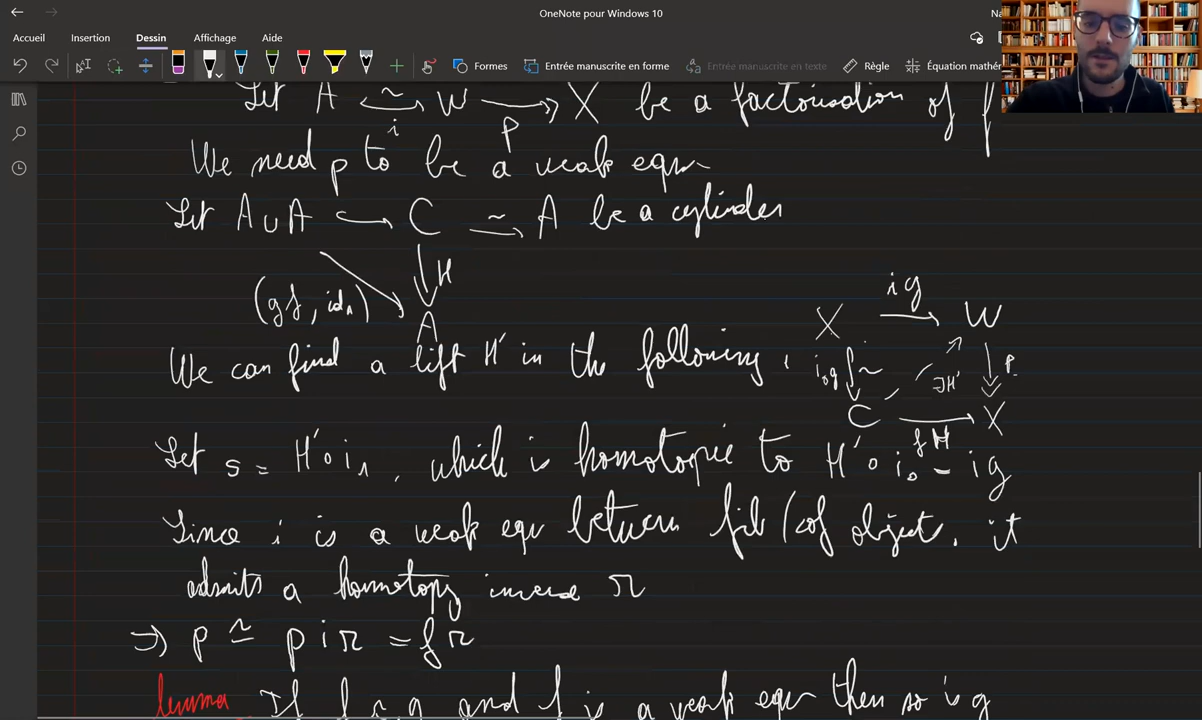 OneNote pour Windows 10
Accueil Insertion Dessin Affichage Aide
Formes Entrée manuscrite en forme Entrée manuscrite en texte Règle Équation mathé
Let A ⥲ W ↠ X be a factorisation of f
i p
We need p to be a weak equ
Let A ∪ A ↪ C ⥲ A be a cylinder
↓ H
(gf, id_A) A
X ig → W
We can find a lift H' in the following : i_0 g ∼ ∃H' p
C fH → X
Let s = H' ∘ i_1, which is homotopic to H' ∘ i_0 = ig
Since i is a weak equ between fib/cof object, it
admits a homotopy inverse r
⇒ p ≃ p i r = f r
lemma If f ∼ g and f is a weak equ then so is g